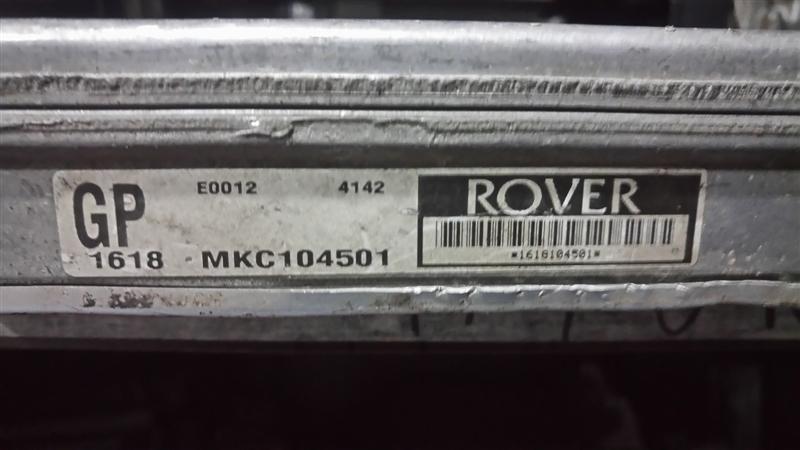 GP E0012 4142
1618 MKC104501
ROVER
*1618104501*